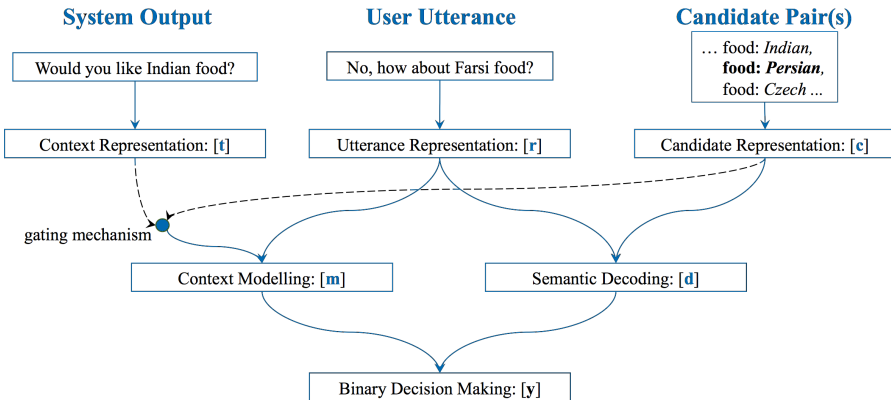 System Output
User Utterance
Candidate Pair(s)
Would you like Indian food?
No, how about Farsi food?
... food: Indian,
food: Persian,
food: Czech ...
Context Representation: [t]
Utterance Representation: [r]
Candidate Representation: [c]
gating mechanism
Context Modelling: [m]
Semantic Decoding: [d]
Binary Decision Making: [y]